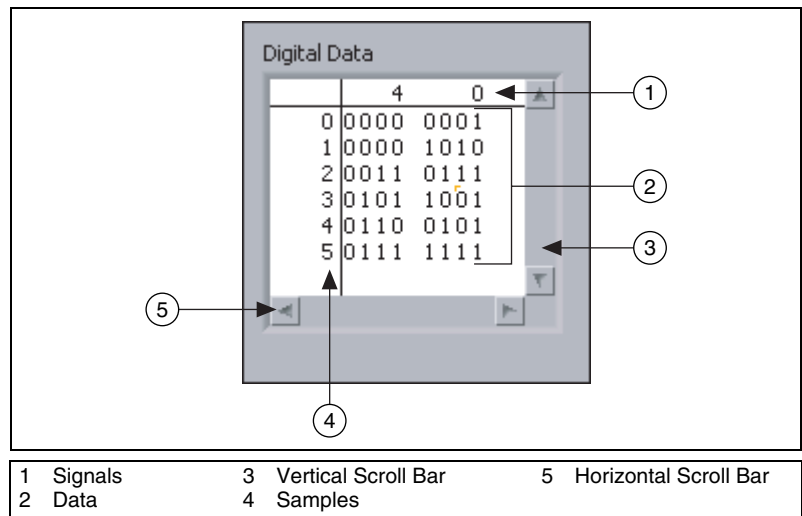 Digital Data
4 0 1
0 0000 0001
1 0000 1010
2 0011 0111 2
3 0101 1001
4 0110 0101 3
5 0111 1111
5
4
1 Signals 3 Vertical Scroll Bar 5 Horizontal Scroll Bar
2 Data 4 Samples